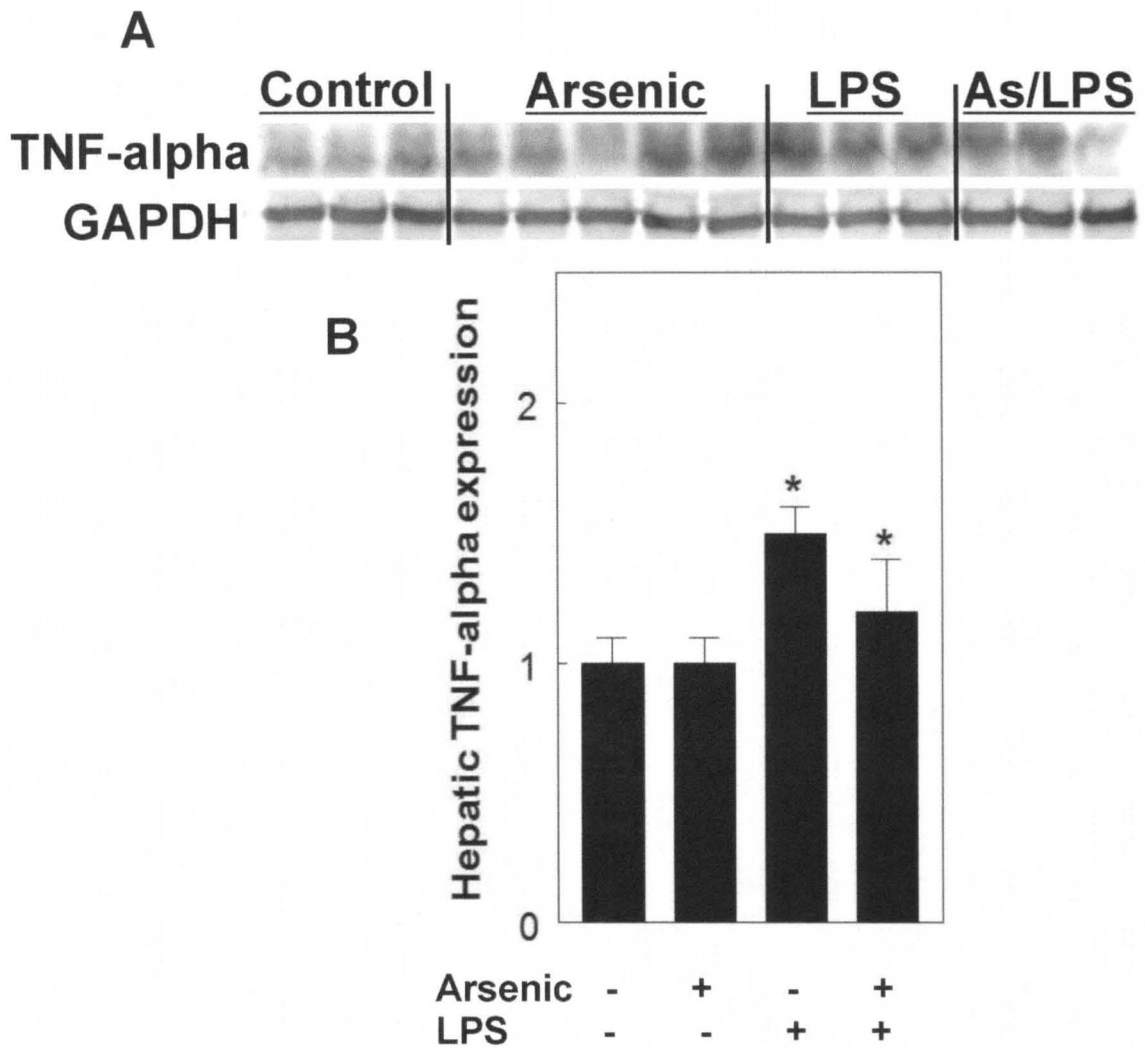 A
Control Arsenic LPS As/LPS
TNF-alpha
GAPDH
B
Hepatic TNF-alpha expression
2
1
0
*
*
Arsenic - + - +
LPS - - + +